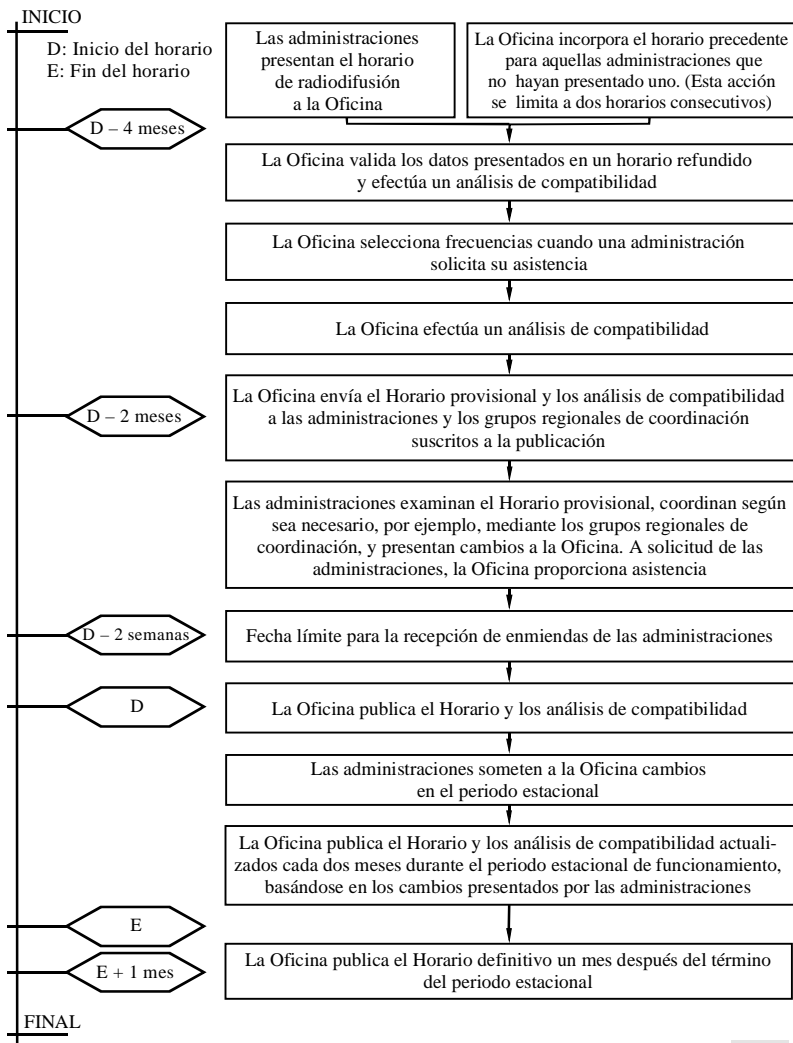 INICIO
D: Inicio del horario
E: Fin del horario
Las administraciones
presentan el horario
de radiodifusión
a la Oficina
La Oficina incorpora el horario precedente
para aquellas administraciones que
no hayan presentado uno. (Esta acción
se limita a dos horarios consecutivos)
D – 4 meses
La Oficina valida los datos presentados en un horario refundido
y efectúa un análisis de compatibilidad
La Oficina selecciona frecuencias cuando una administración
solicita su asistencia
La Oficina efectúa un análisis de compatibilidad
D – 2 meses
La Oficina envía el Horario provisional y los análisis de compatibilidad
a las administraciones y los grupos regionales de coordinación
suscritos a la publicación
Las administraciones examinan el Horario provisional, coordinan según
sea necesario, por ejemplo, mediante los grupos regionales de
coordinación, y presentan cambios a la Oficina. A solicitud de las
administraciones, la Oficina proporciona asistencia
D – 2 semanas
Fecha límite para la recepción de enmiendas de las administraciones
D
La Oficina publica el Horario y los análisis de compatibilidad
Las administraciones someten a la Oficina cambios
en el periodo estacional
La Oficina publica el Horario y los análisis de compatibilidad actuali-
zados cada dos meses durante el periodo estacional de funcionamiento,
basándose en los cambios presentados por las administraciones
E
E + 1 mes
La Oficina publica el Horario definitivo un mes después del término
del periodo estacional
FINAL